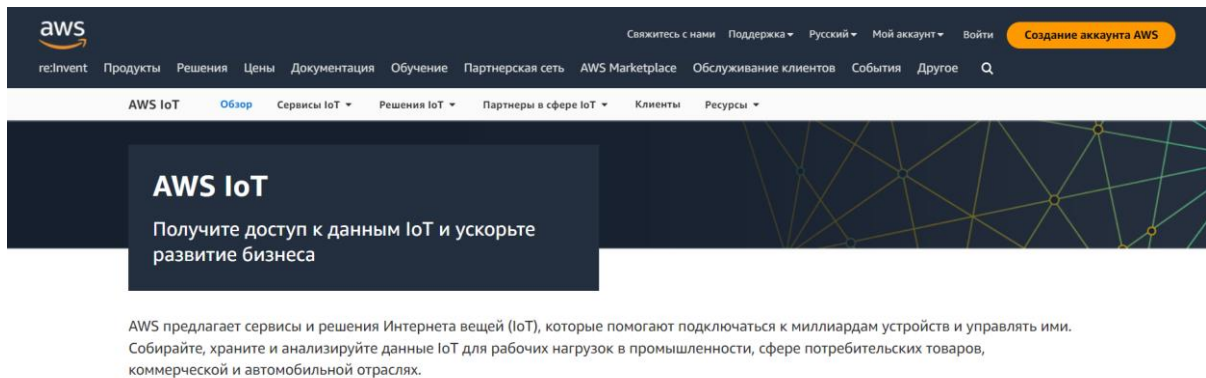 aws
Свяжитесь с нами Поддержка Русский Мой аккаунт Войти Создание аккаунта AWS
re:Invent Продукты Решения Цены Документация Обучение Партнерская сеть AWS Marketplace Обслуживание клиентов События Другое
AWS IoT Обзор Сервисы IoT Решения IoT Партнеры в сфере IoT Клиенты Ресурсы
AWS IoT
Получите доступ к данным IoT и ускорьте
развитие бизнеса
AWS предлагает сервисы и решения Интернета вещей (IoT), которые помогают подключаться к миллиардам устройств и управлять ими.
Собирайте, храните и анализируйте данные IoT для рабочих нагрузок в промышленности, сфере потребительских товаров,
коммерческой и автомобильной отраслях.